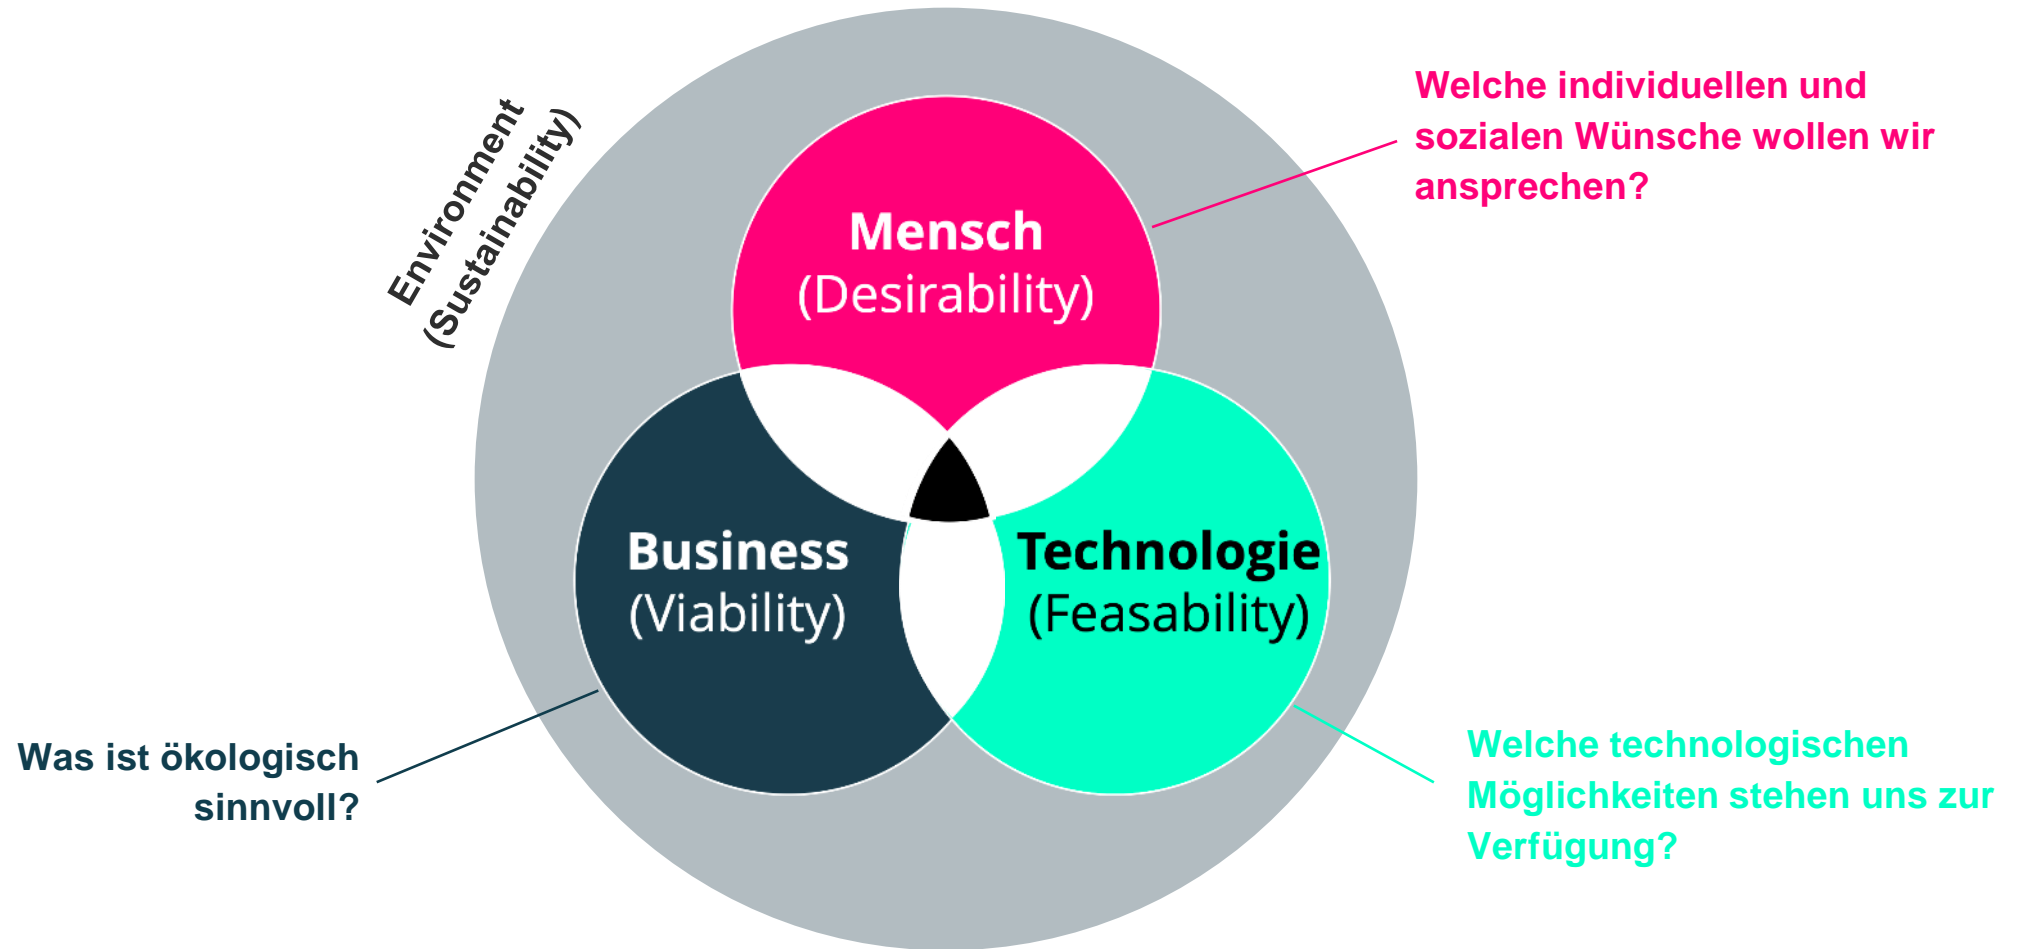 Environment
(Sustainability)
Welche individuellen und
sozialen Wünsche wollen wir
ansprechen?
Mensch
(Desirability)
Business
(Viability)
Technologie
(Feasability)
Was ist ökologisch
sinnvoll?
Welche technologischen
Möglichkeiten stehen uns zur
Verfügung?